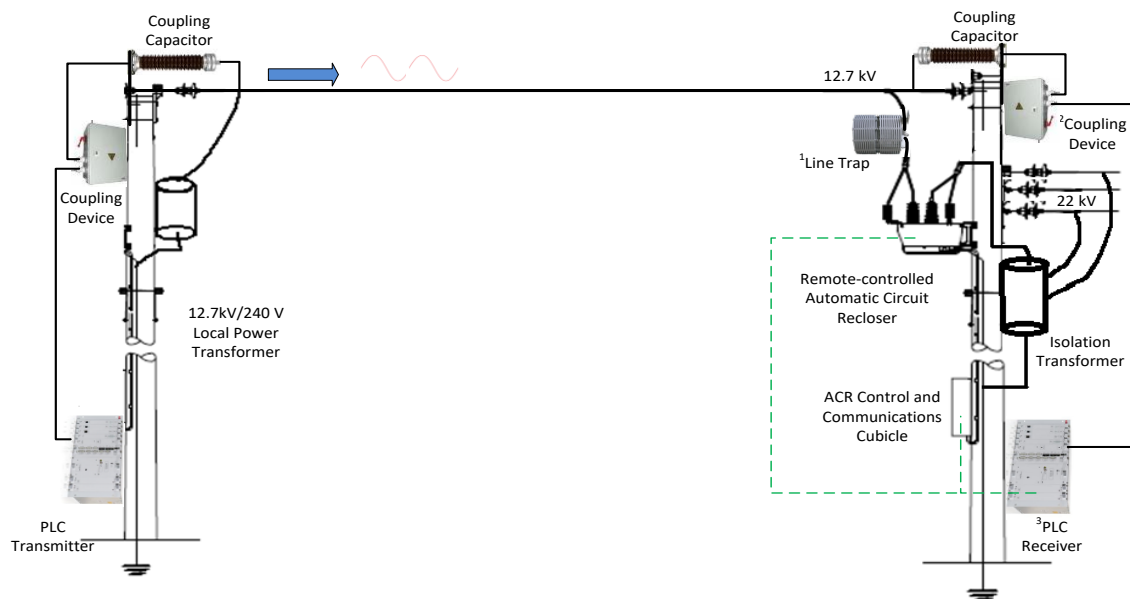 Coupling
Capacitor
Coupling
Capacitor
12.7 kV
2Coupling
Device
1Line Trap
Coupling
Device
22 kV
Remote-controlled
Automatic Circuit
Recloser
12.7kV/240 V
Local Power
Transformer
Isolation
Transformer
ACR Control and
Communications
Cubicle
PLC
Transmitter
3PLC
Receiver